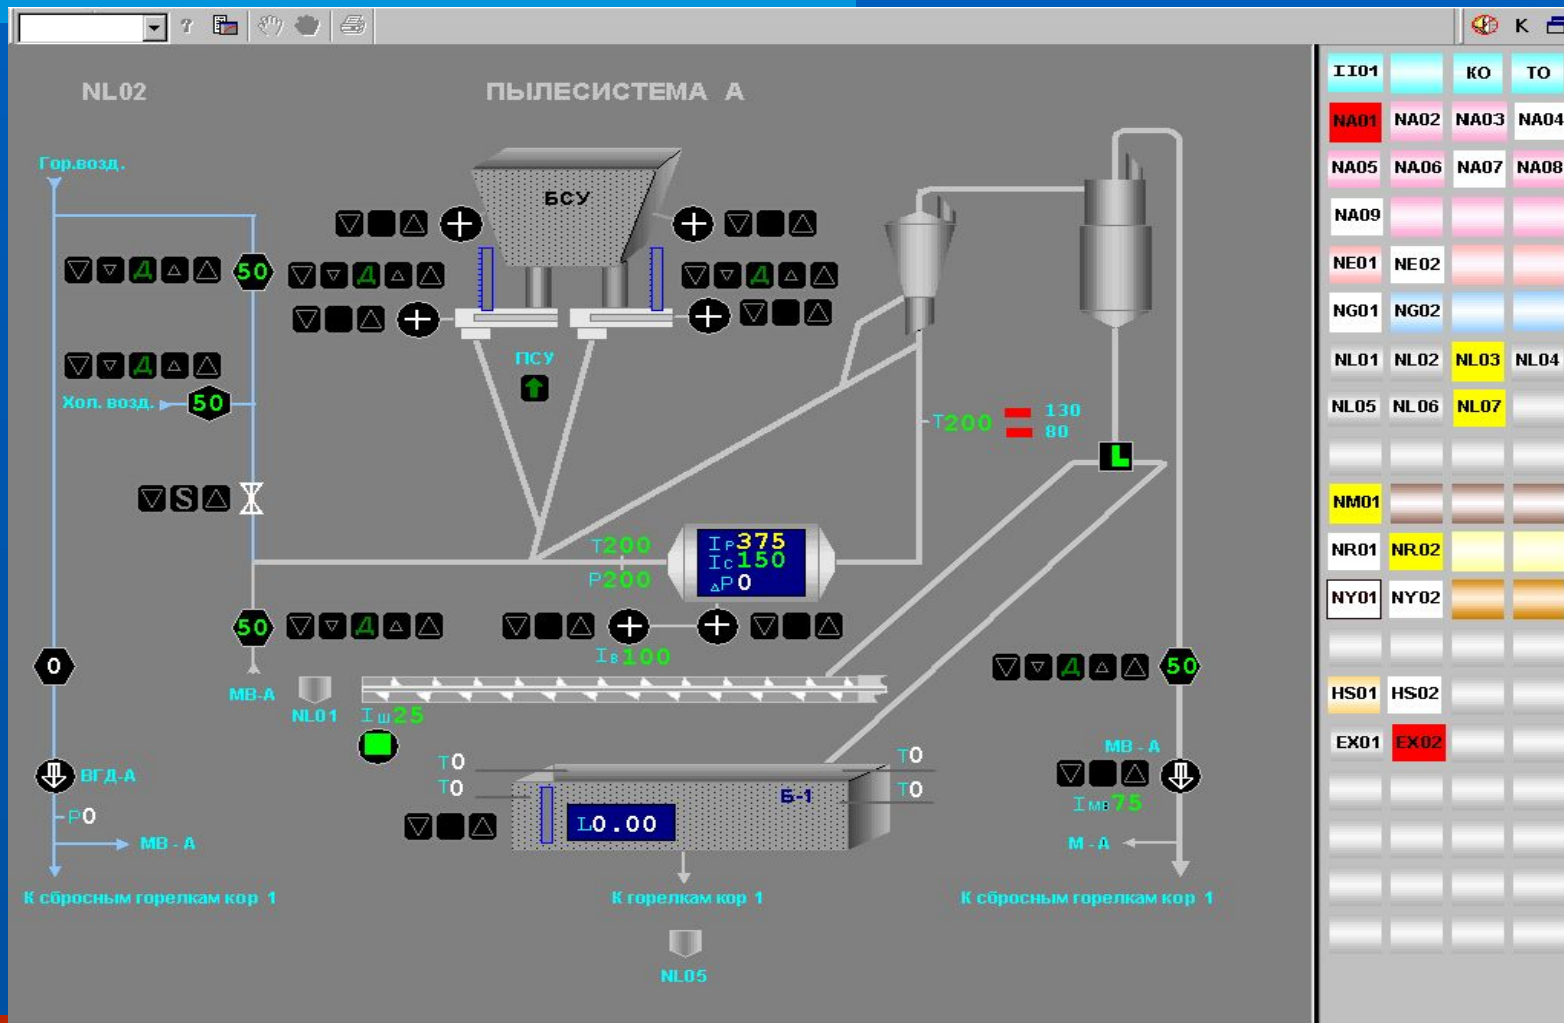 ? K
II01 КО ТО
NL02 ПЫЛЕСИСТЕМА А
NA01 NA02 NA03 NA04
Гор.возд.
NA05 NA06 NA07 NA08
БСУ
NA09
Д 50 Д Д
NE01 NE02
NG01 NG02
ПСУ
NL01 NL02 NL03 NL04
Д
Хол. возд. 50
T200 130
80
NL05 NL06 NL07
L
S
NM01
T200
P200
Iр375
Iс150
△P0
NR01 NR02
NY01 NY02
50 Д
Iв100
0
Д 50
МВ-А
NL01
Iш25
HS01 HS02
EX01 EX02
T0
T0
T0
T0
ВГД-А
МВ - А
Б-1
Iмв75
P0
L0.00
МВ - А
М - А
К сбросным горелкам кор 1
К горелкам кор 1
К сбросным горелкам кор 1
NL05